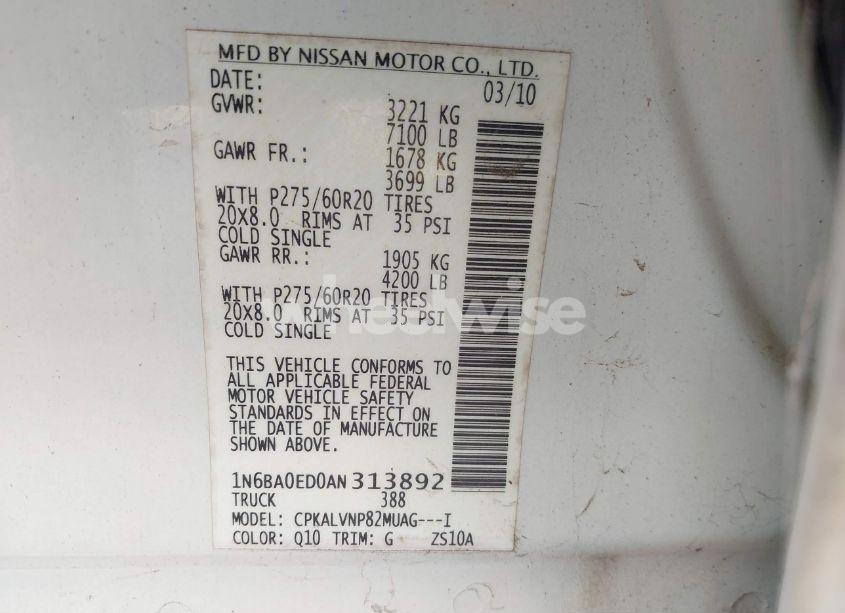 MFD BY NISSAN MOTOR CO., LTD.
DATE: 03/10
GVWR: 3221 KG
7100 LB
GAWR FR.: 1678 KG
3699 LB
WITH P275/60R20 TIRES
20X8.0 RIMS AT 35 PSI
COLD SINGLE
GAWR RR.: 1905 KG
4200 LB
WITH P275/60R20 TIRES
20X8.0 RIMS AT 35 PSI
COLD SINGLE
wheelwise
THIS VEHICLE CONFORMS TO
ALL APPLICABLE FEDERAL
MOTOR VEHICLE SAFETY
STANDARDS IN EFFECT ON
THE DATE OF MANUFACTURE
SHOWN ABOVE.
1N6BA0ED0AN 313892
TRUCK 388
MODEL: CPKALVNP82MUAG---I
COLOR: Q10 TRIM: G ZS10A